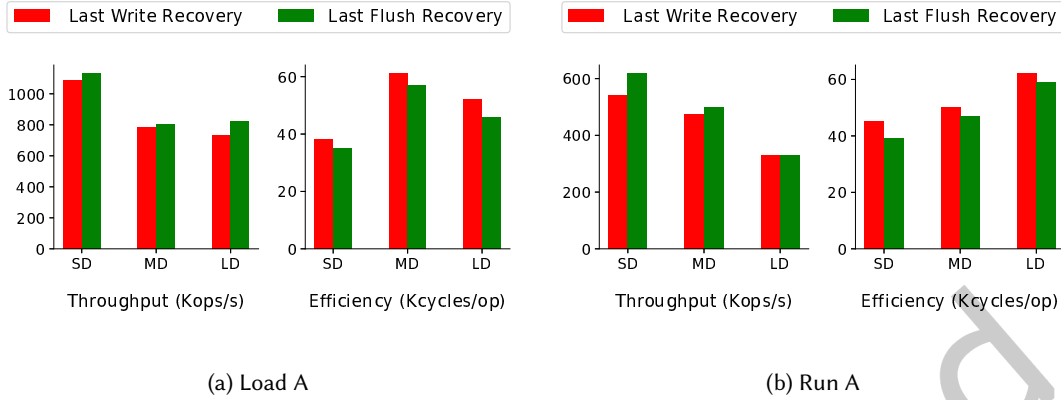 Last Write Recovery Last Flush Recovery
1000
800
600
400
200
0
SD MD LD
Throughput (Kops/s)
60
40
20
0
SD MD LD
Efficiency (Kcycles/op)
(a) Load A
Last Write Recovery Last Flush Recovery
600
400
200
0
SD MD LD
Throughput (Kops/s)
60
40
20
0
SD MD LD
Efficiency (Kcycles/op)
(b) Run A